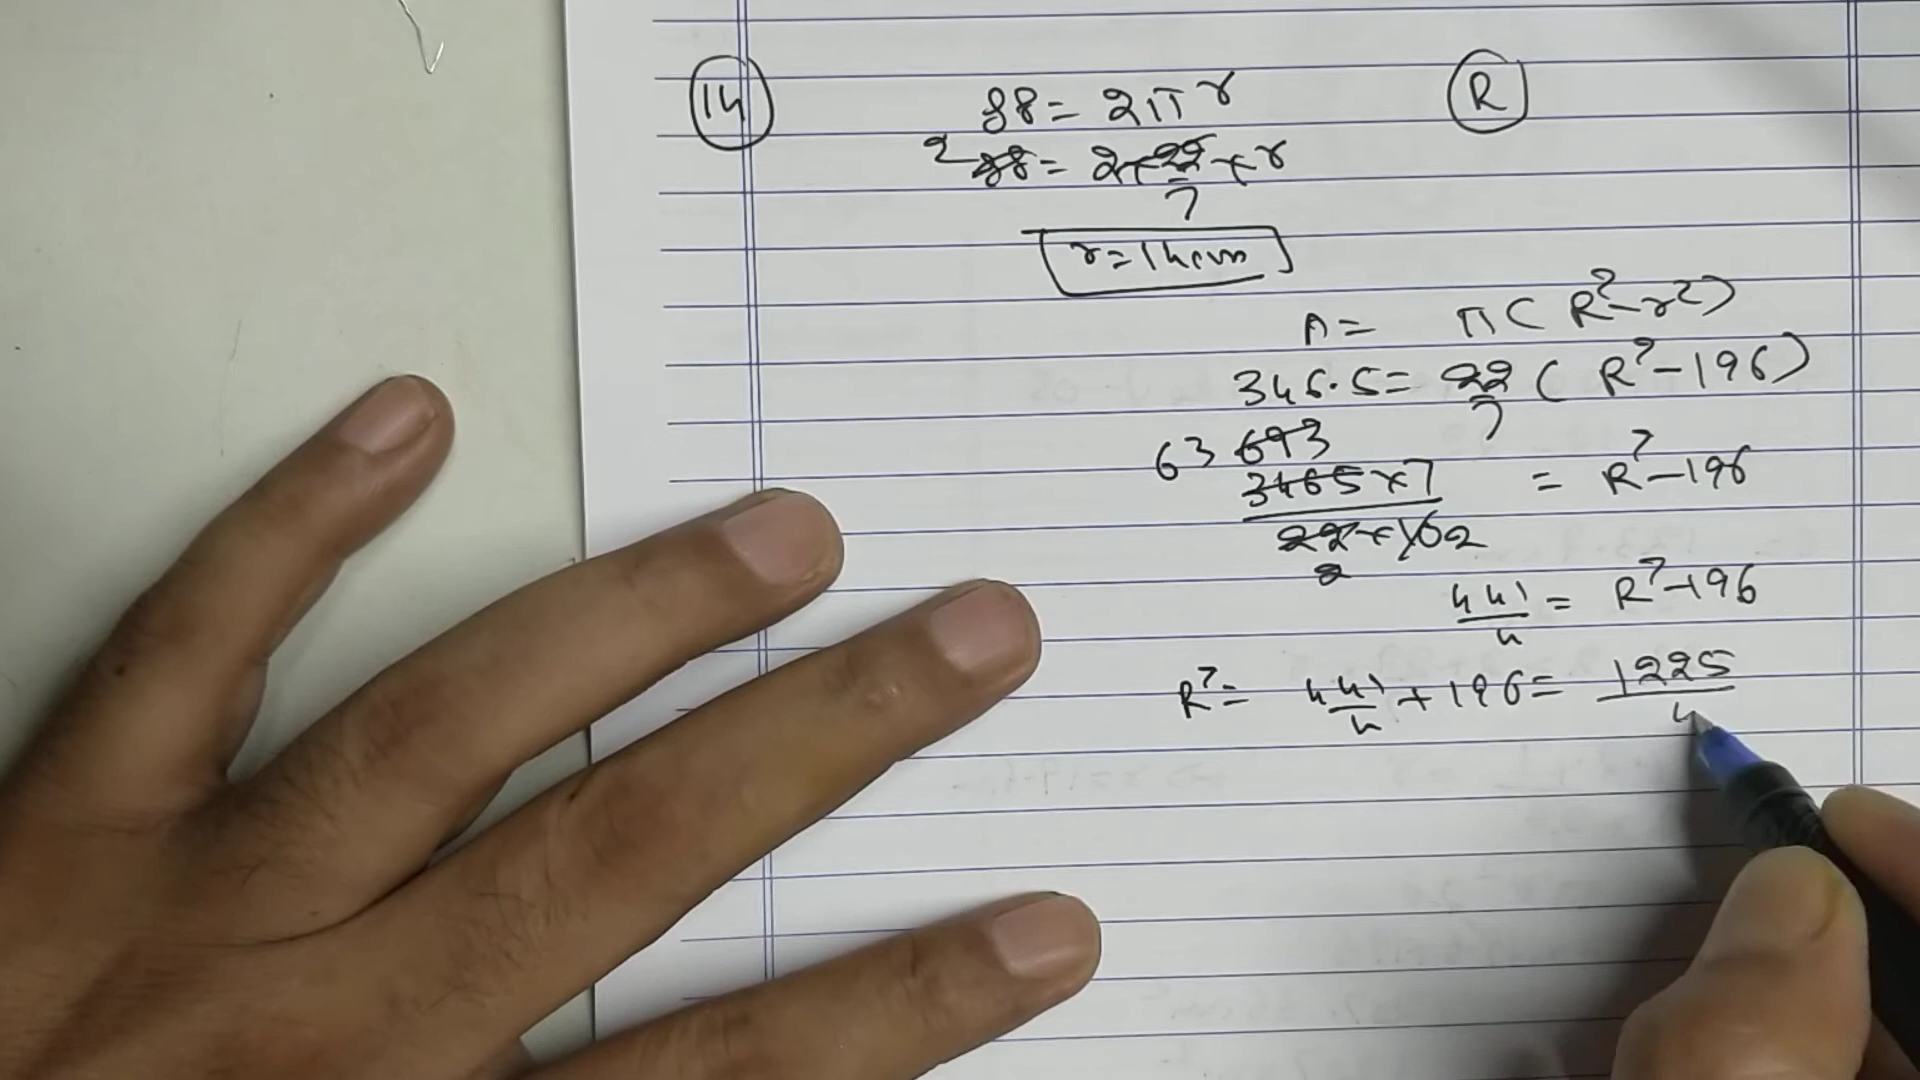 14
88 = 2πr
R
2 88 = 2×22/7 × r
r = 14cm
A = π(R²-r²)
346.5 = 22/7 (R²-196)
63 693
3465×7 / 22×10 2 = R²-196
2
441/4 = R²-196
R² = 441/4 + 196 = 1225/4